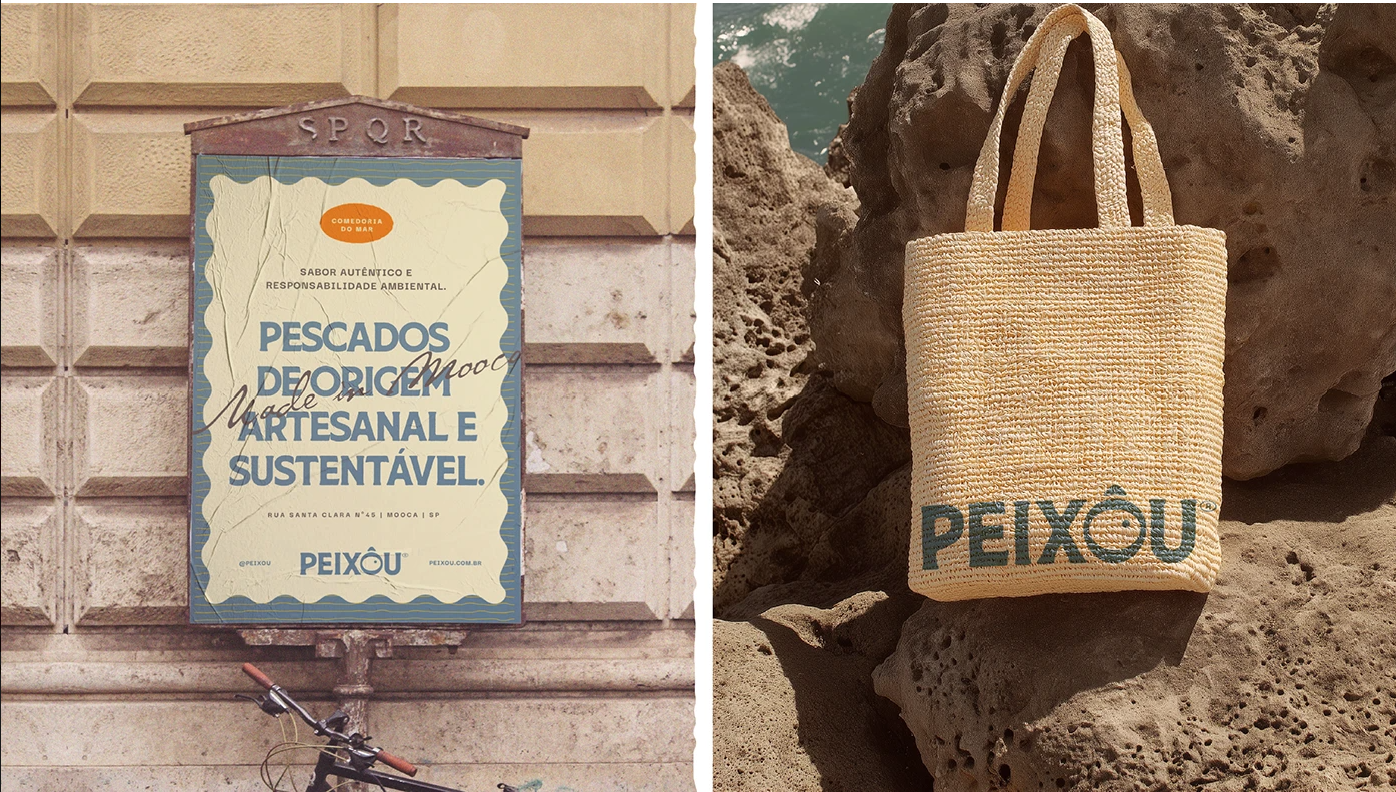 SPQR
COMEDORIA
DO MAR
SABOR AUTÊNTICO E
RESPONSABILIDADE AMBIENTAL.
PESCADOS
DE ORIGEM
Made in Mooca
ARTESANAL E
SUSTENTÁVEL.
RUA SANTA CLARA N°45 | MOOCA | SP
@PEIXOU
PEIXÔU®
PEIXOU.COM.BR
PEIXÔU®